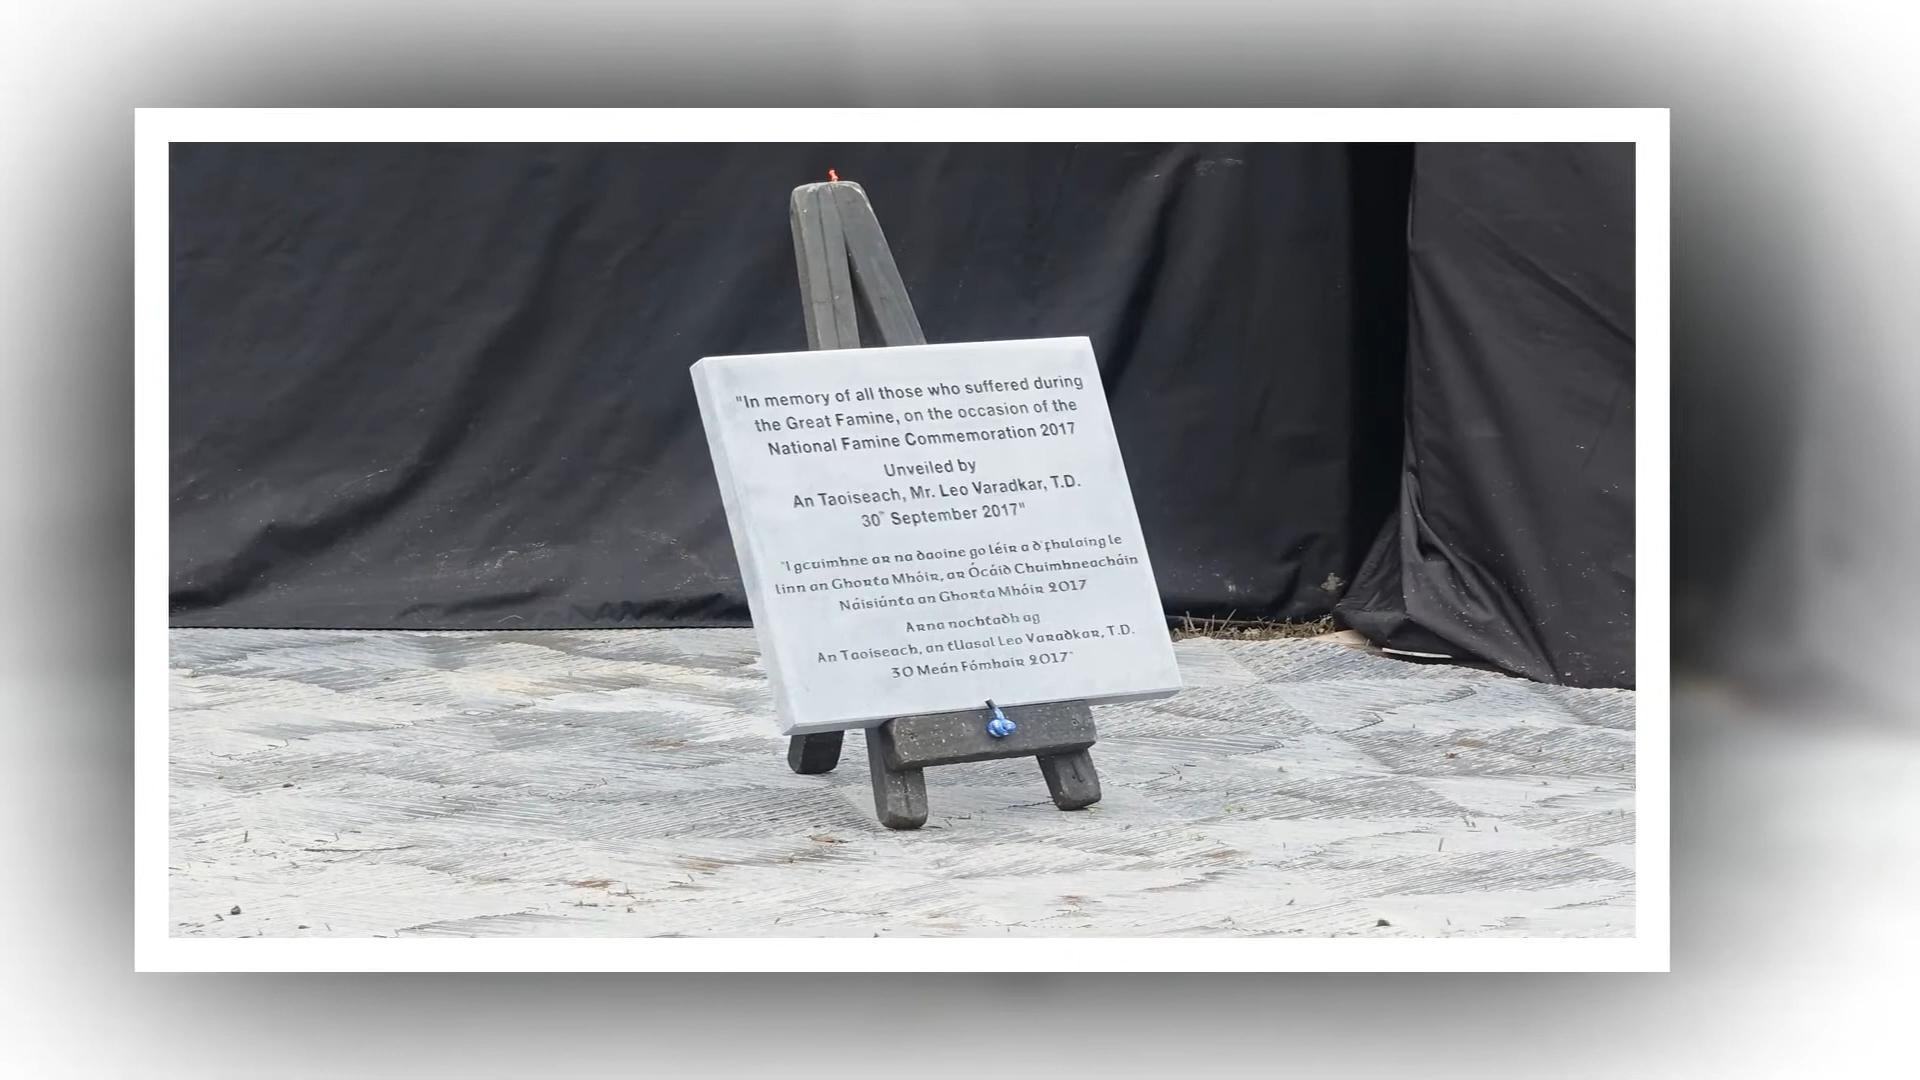 "In memory of all those who suffered during
the Great Famine, on the occasion of the
National Famine Commemoration 2017
Unveiled by
An Taoiseach, Mr. Leo Varadkar, T.D.
30th September 2017"
"I gcuimhne ar na daoine go léir a d'ḟhulaing le
linn an Ghorta Mhóir, ar Ócáid Chuimhneacháin
Náisiúnta an Ghorta Mhóir 2017
Arna nochtadh ag
An Taoiseach, an tUasal Leo Varadkar, T.D.
30 Meán Fómhair 2017"